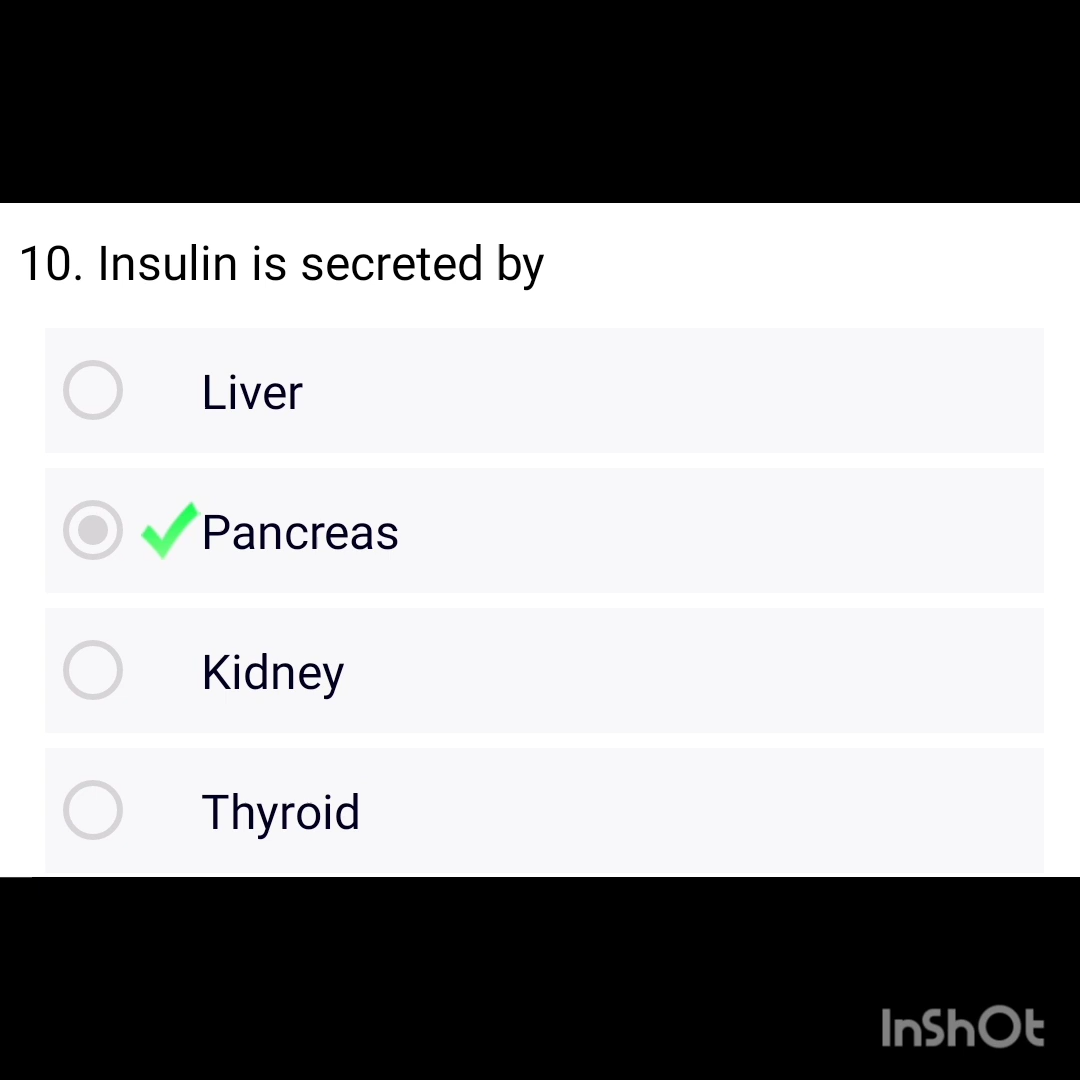 10. Insulin is secreted by
Liver
Pancreas
Kidney
Thyroid
InShOt